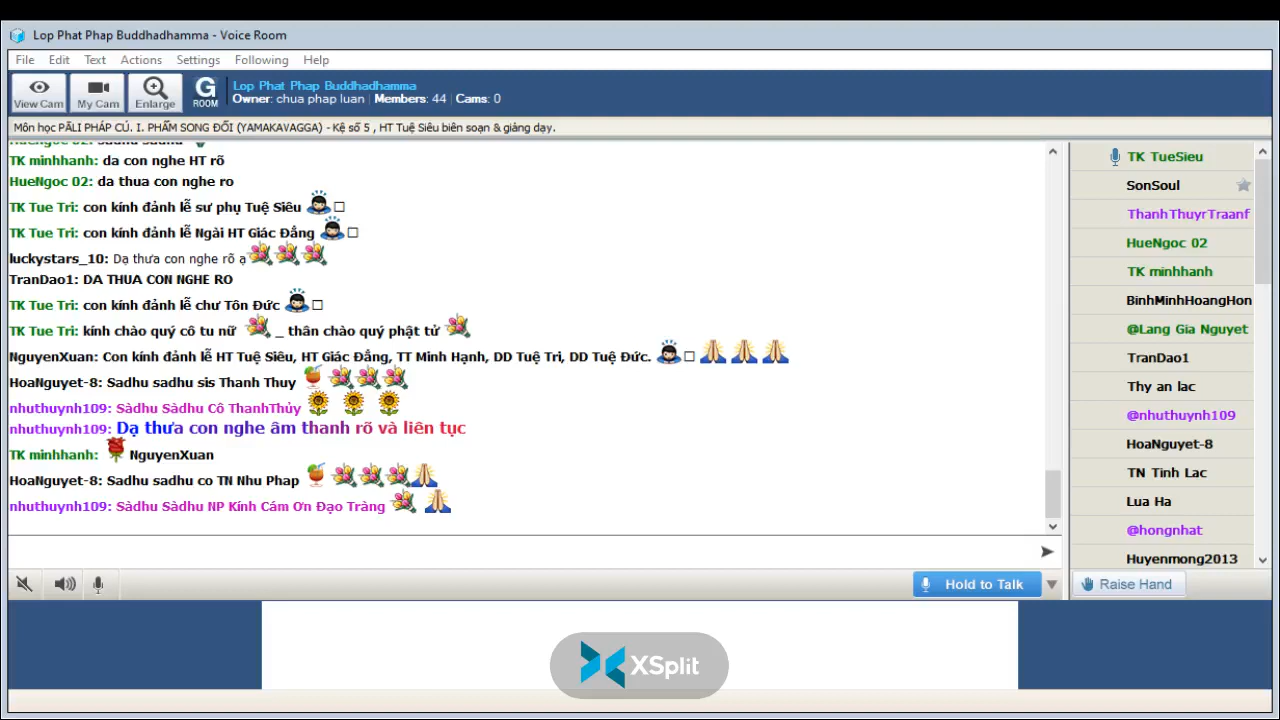 Lop Phat Phap Buddhadhamma - Voice Room
File Edit Text Actions Settings Following Help
View Cam My Cam Enlarge G ROOM
Lop Phat Phap Buddhadhamma
Owner: chua phap luan | Members: 44 | Cams: 0
Môn học PĀLI PHÁP CÚ. I. PHẨM SONG ĐỐI (YAMAKAVAGGA) - Kệ số 5 , HT Tuệ Siêu biên soạn & giảng dạy.
HueNgoc 02: Sadhu Sadhu
TK minhhanh: da con nghe HT rõ
HueNgoc 02: da thua con nghe ro
TK Tue Tri: con kính đảnh lễ sư phụ Tuệ Siêu
TK Tue Tri: con kính đảnh lễ Ngài HT Giác Đẳng
luckystars_10: Dạ thưa con nghe rõ ạ
TranDao1: DA THUA CON NGHE RO
TK Tue Tri: con kính đảnh lễ chư Tôn Đức
TK Tue Tri: kính chào quý cô tu nữ _ thân chào quý phật tử
NguyenXuan: Con kính đảnh lễ HT Tuệ Siêu, HT Giác Đẳng, TT Minh Hạnh, DD Tuệ Tri, DD Tuệ Đức.
HoaNguyet-8: Sadhu sadhu sis Thanh Thuy
nhuthuynh109: Sàdhu Sàdhu Cô ThanhThủy
nhuthuynh109: Dạ thưa con nghe âm thanh rõ và liên tục
TK minhhanh: NguyenXuan
HoaNguyet-8: Sadhu sadhu co TN Nhu Phap
nhuthuynh109: Sàdhu Sàdhu NP Kính Cám Ơn Đạo Tràng
TK TueSieu
SonSoul
ThanhThuyrTraanf
HueNgoc 02
TK minhhanh
BinhMinhHoangHon
@Lang Gia Nguyet
TranDao1
Thy an lac
@nhuthuynh109
HoaNguyet-8
TN Tinh Lac
Lua Ha
@hongnhat
Huyenmong2013
Hold to Talk
Raise Hand
XSplit